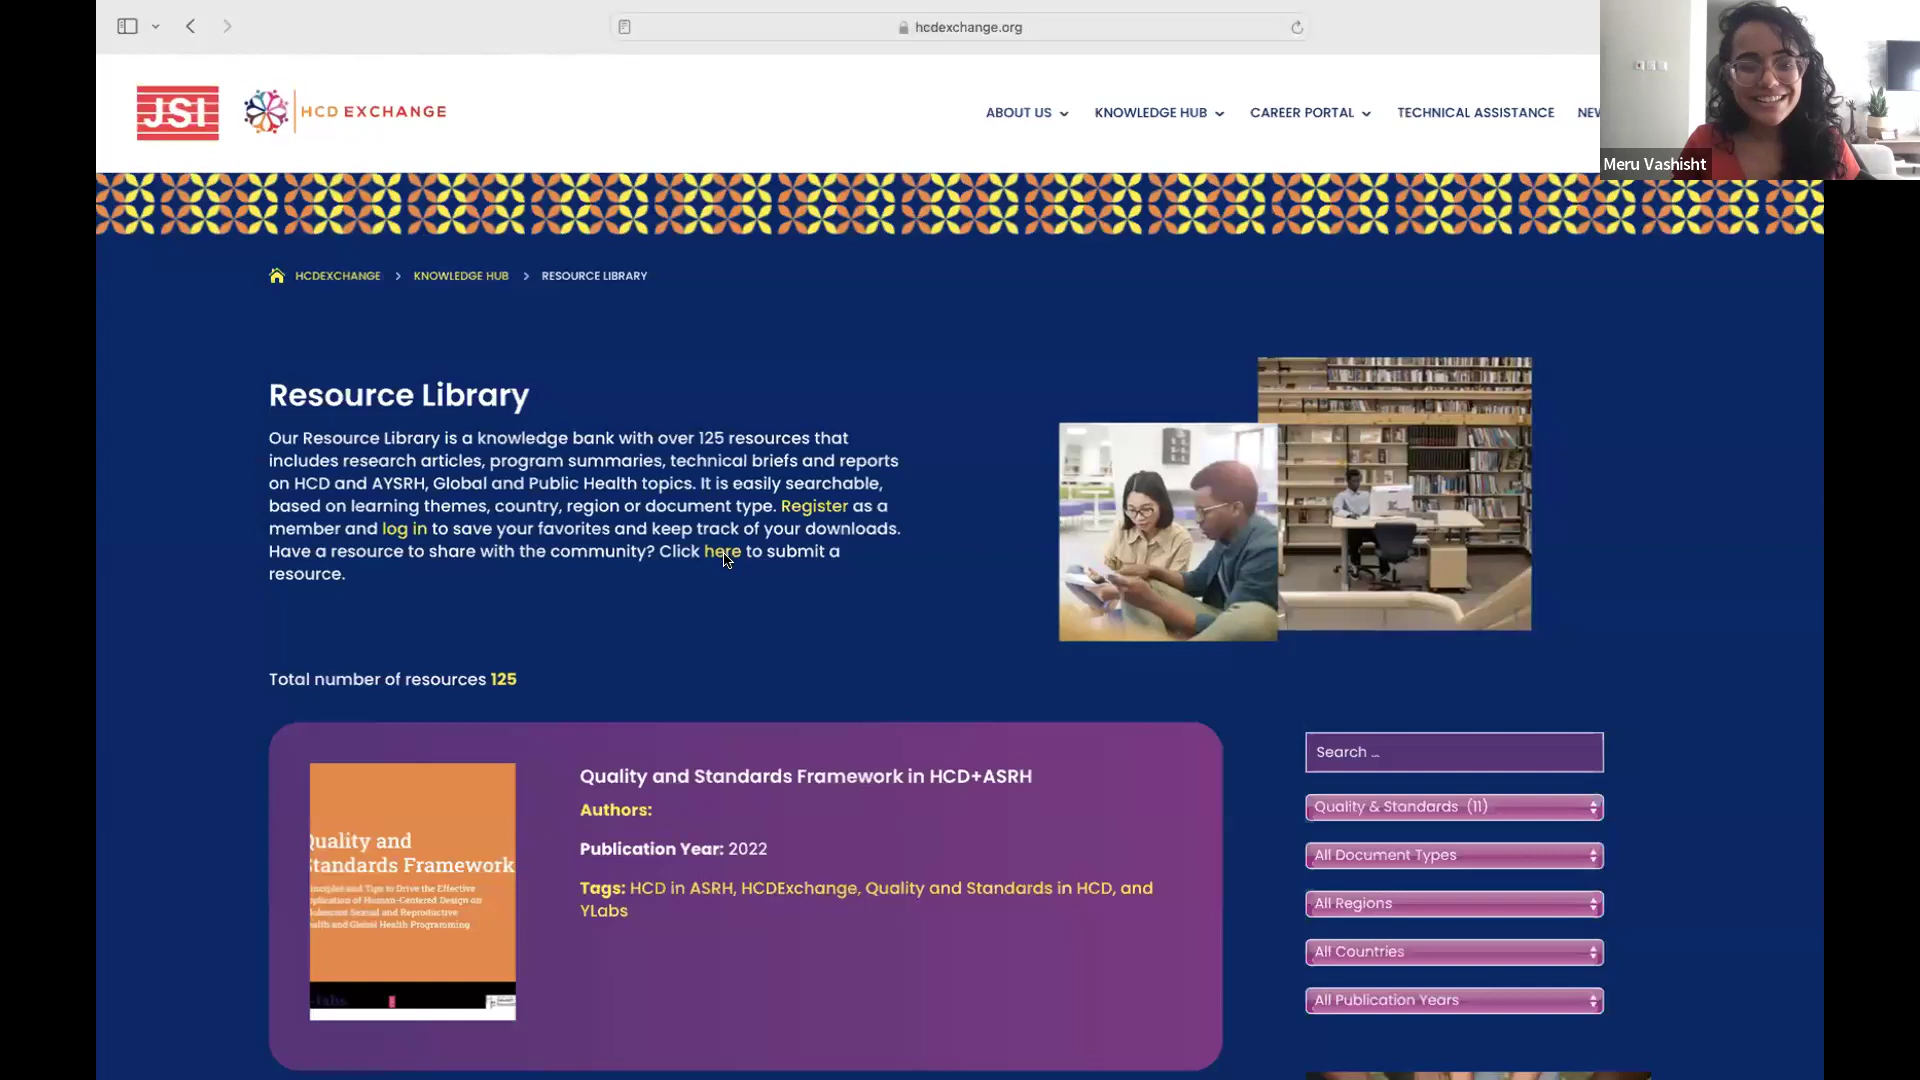 hcdexchange.org
JSI
HCD EXCHANGE
ABOUT US
KNOWLEDGE HUB
CAREER PORTAL
TECHNICAL ASSISTANCE
Meru Vashisht
HCDEXCHANGE > KNOWLEDGE HUB > RESOURCE LIBRARY
Resource Library
Our Resource Library is a knowledge bank with over 125 resources that
includes research articles, program summaries, technical briefs and reports
on HCD and AYSRH, Global and Public Health topics. It is easily searchable,
based on learning themes, country, region or document type. Register as a
member and log in to save your favorites and keep track of your downloads.
Have a resource to share with the community? Click here to submit a
resource.
Total number of resources 125
Quality and
Standards Framework
Quality and Standards Framework in HCD+ASRH
Authors:
Publication Year: 2022
Tags: HCD in ASRH, HCDExchange, Quality and Standards in HCD, and
YLabs
Search ...
Quality & Standards (11)
All Document Types
All Regions
All Countries
All Publication Years